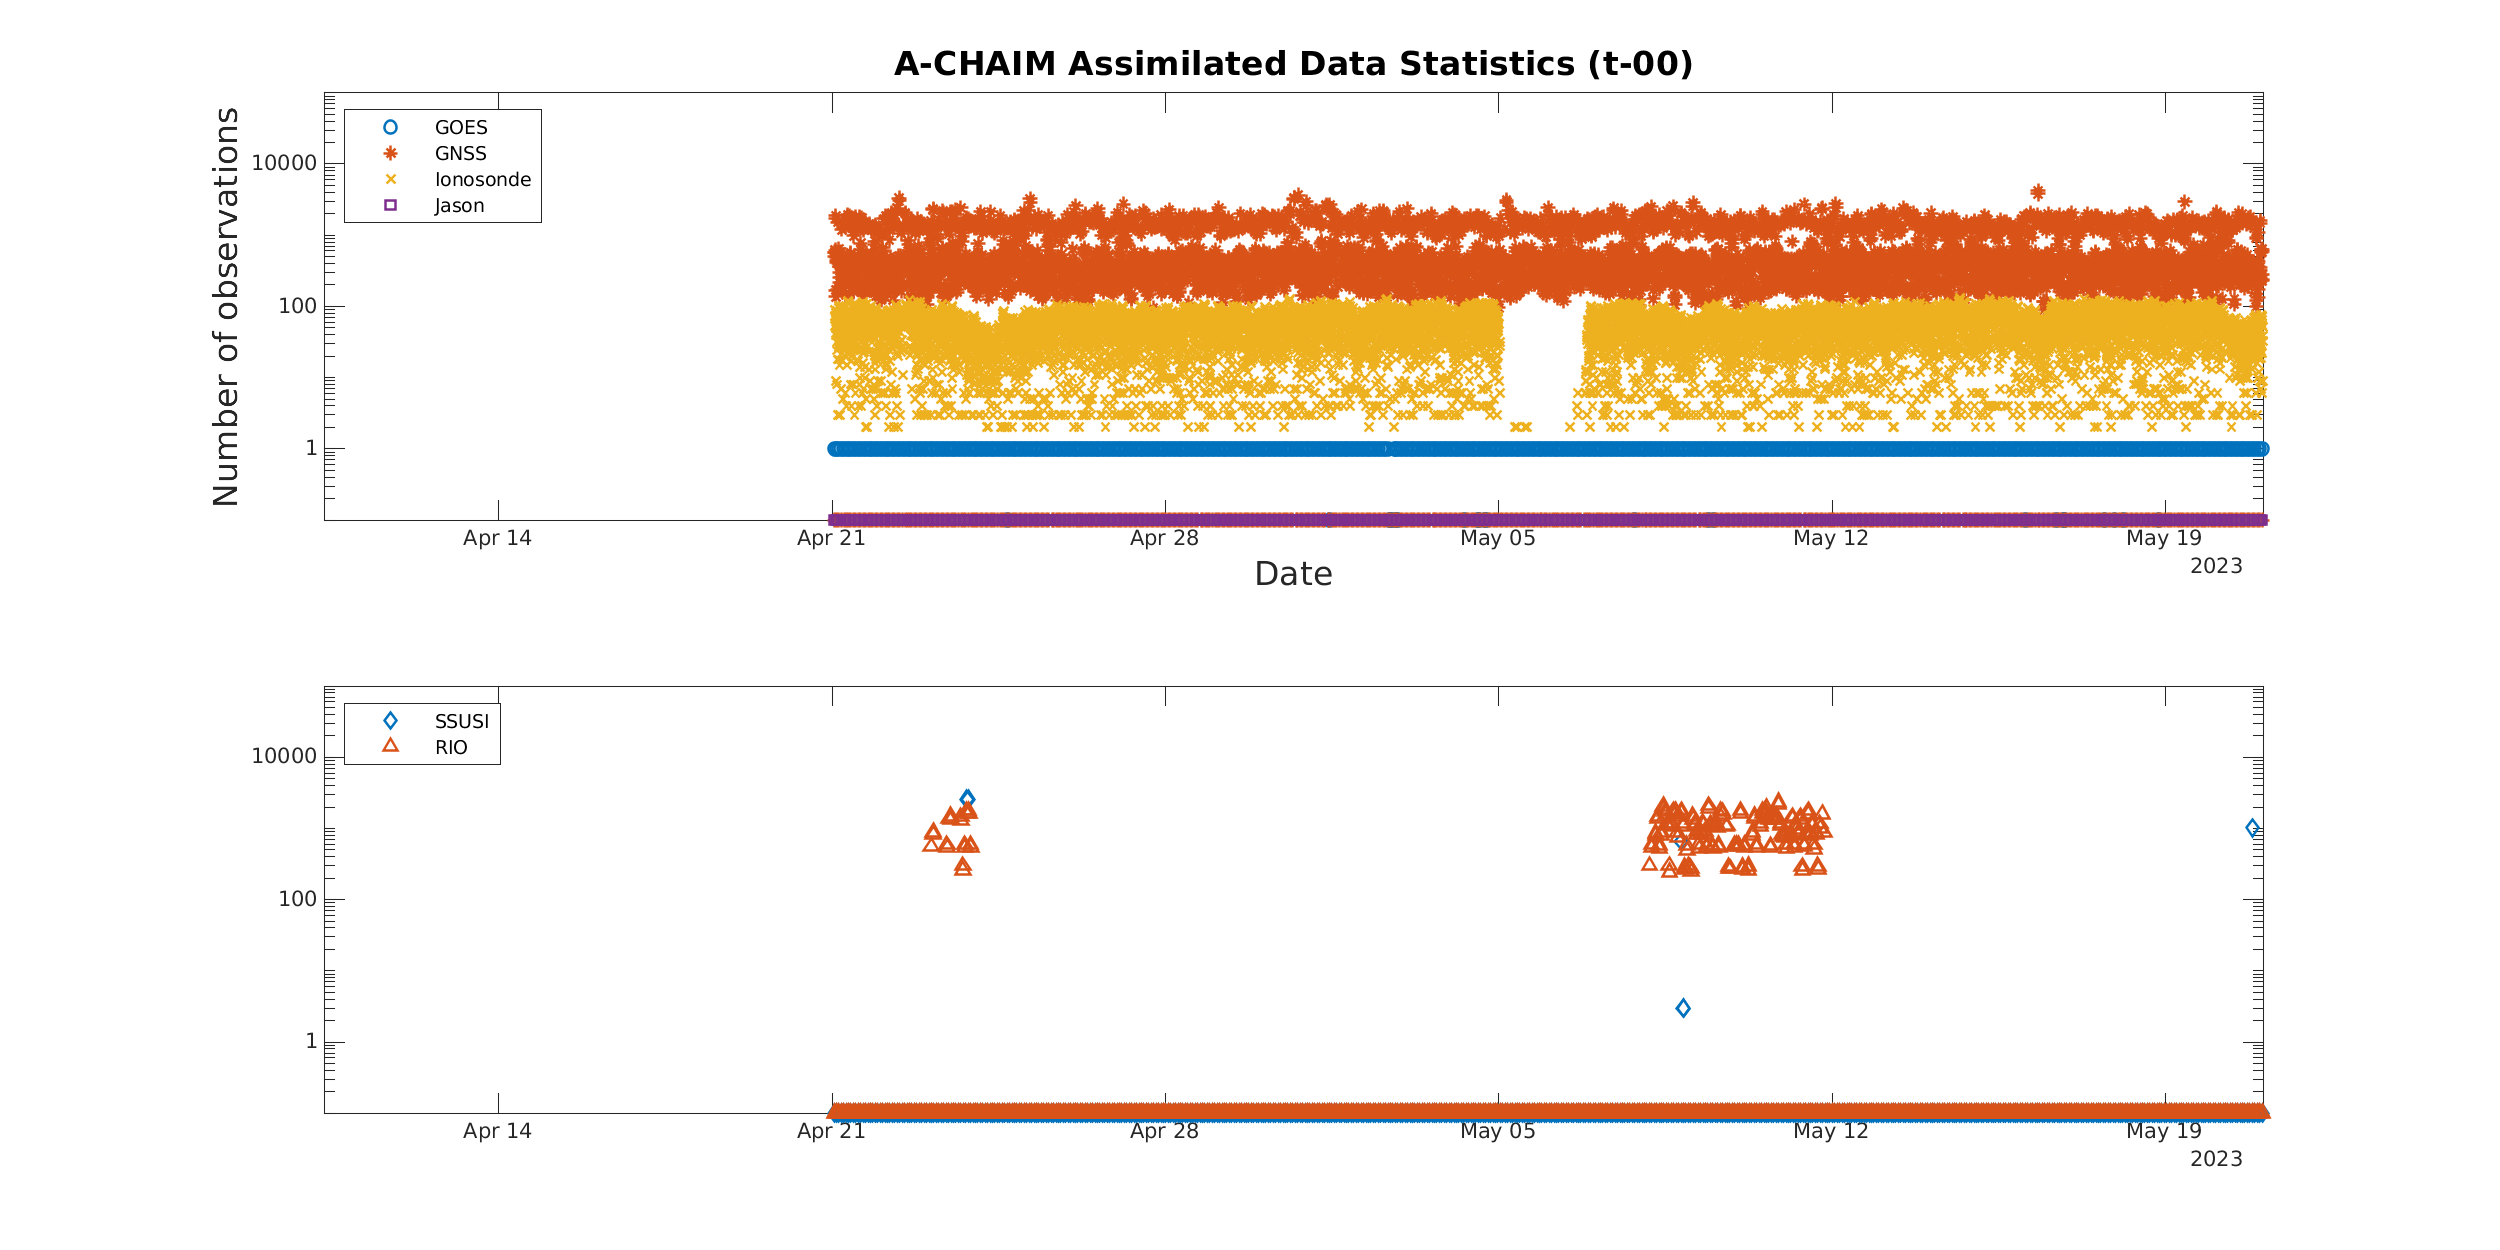 A-CHAIM Assimilated Data Statistics (t-00)
Number of observations
10000
100
1
GOES
GNSS
Ionosonde
Jason
Apr 14
Apr 21
Apr 28
May 05
May 12
May 19
2023
Date
10000
100
1
SSUSI
RIO
Apr 14
Apr 21
Apr 28
May 05
May 12
May 19
2023